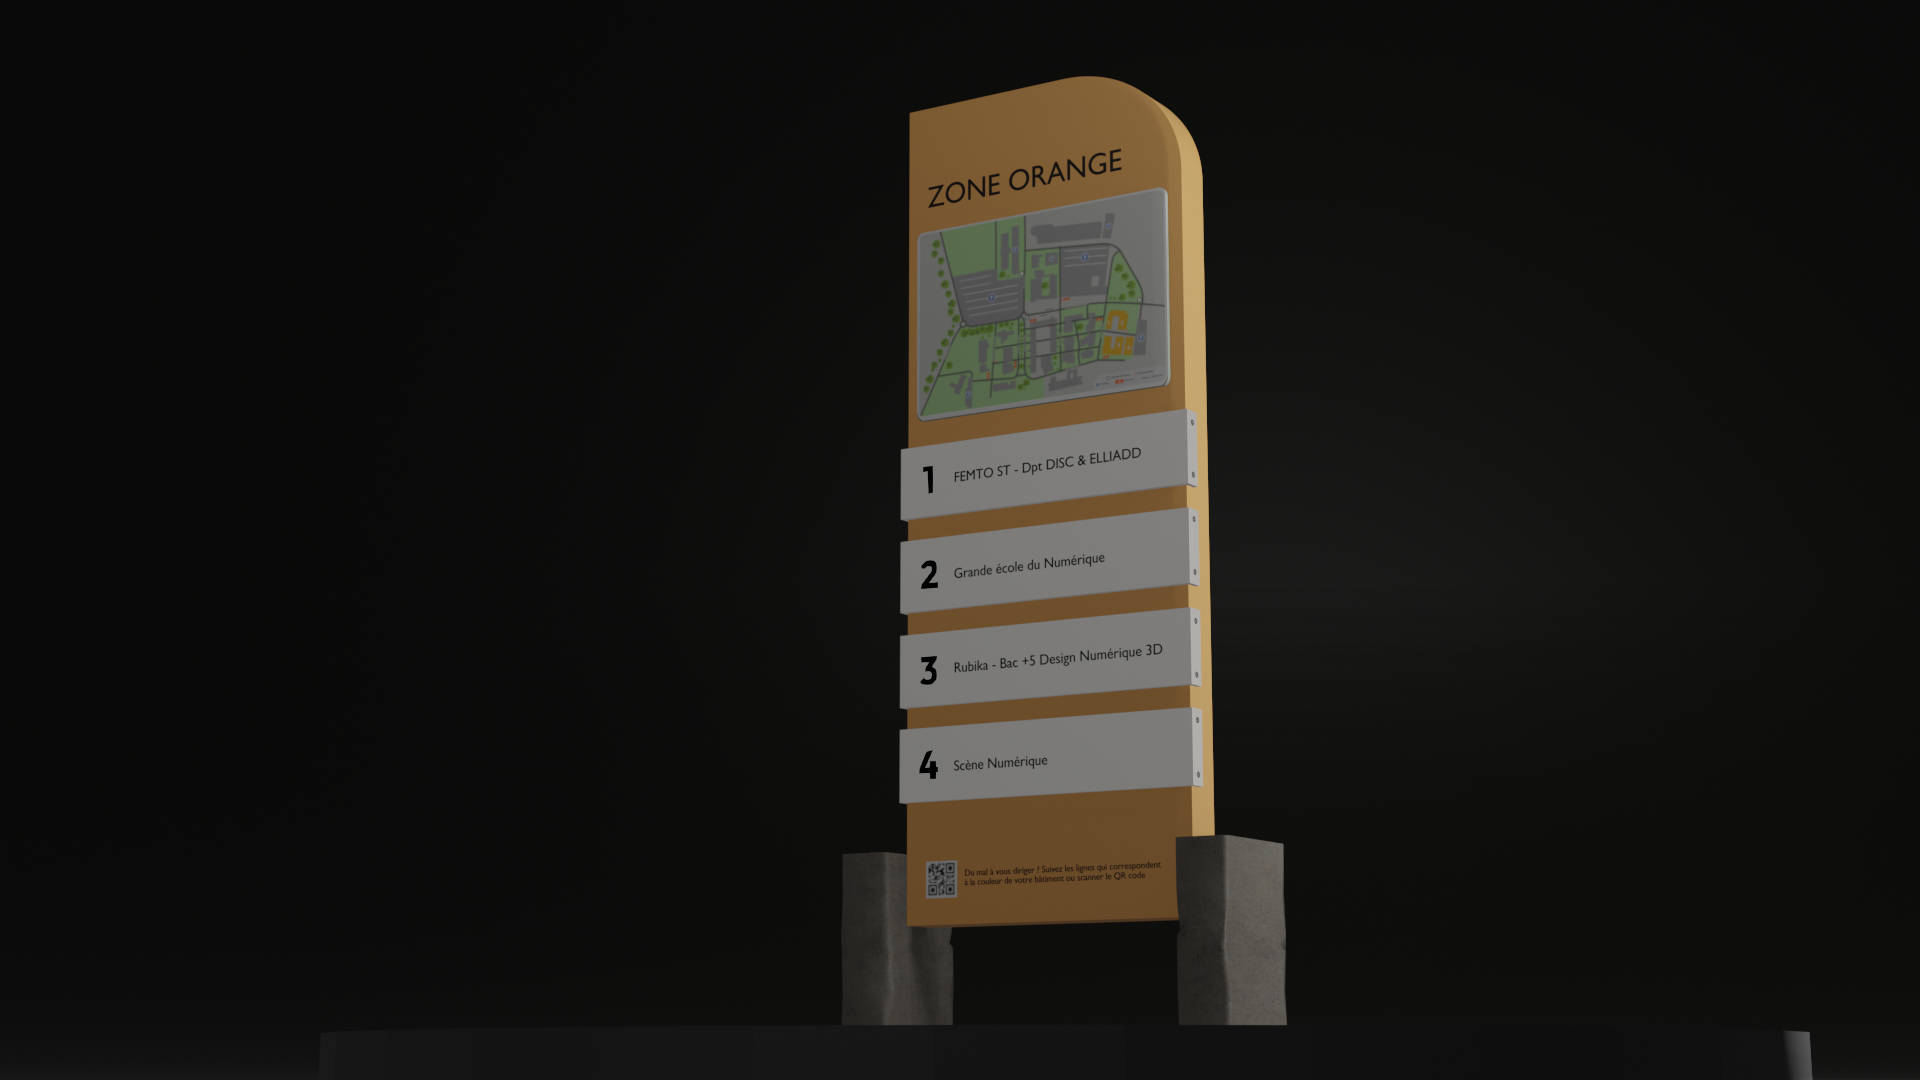 ZONE ORANGE
1 FEMTO ST - Dpt DISC & ELLIADD
2 Grande école du Numérique
3 Rubika - Bac +5 Design Numérique 3D
4 Scène Numérique
Du mal à vous diriger ? Suivez les lignes qui correspondent
à la couleur de votre bâtiment ou scanner le QR code